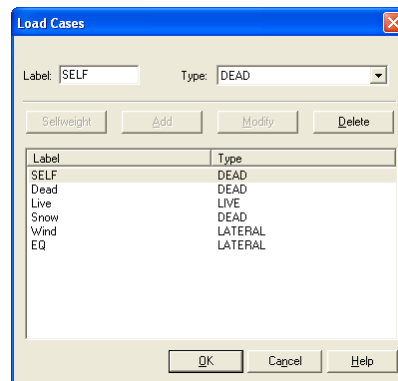 Load Cases
Label: SELF Type: DEAD
Selfweight Add Modify Delete
Label Type
SELF DEAD
Dead DEAD
Live LIVE
Snow DEAD
Wind LATERAL
EQ LATERAL
OK Cancel Help